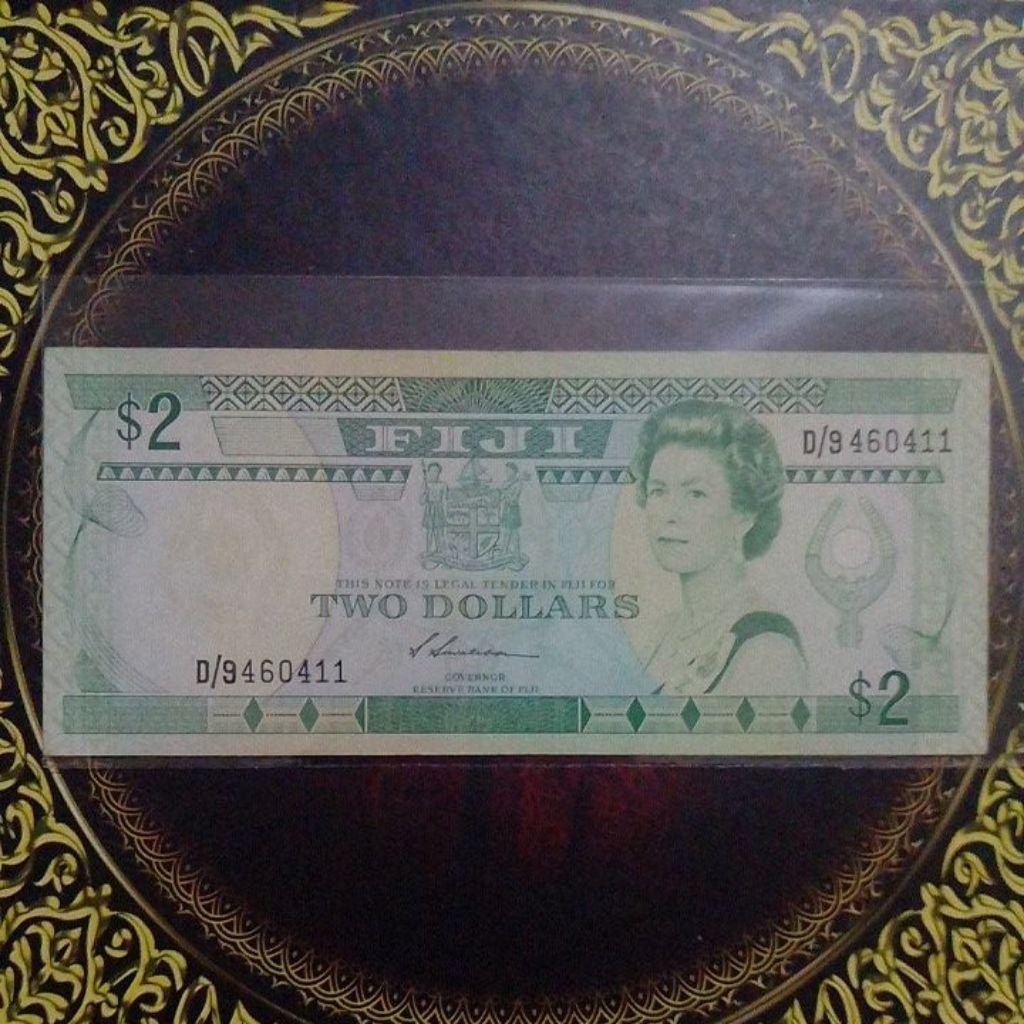 $2
FIJI
D/9460411
THIS NOTE IS LEGAL TENDER IN FIJI FOR
TWO DOLLARS
D/9460411
GOVERNOR
RESERVE BANK OF FIJI
$2